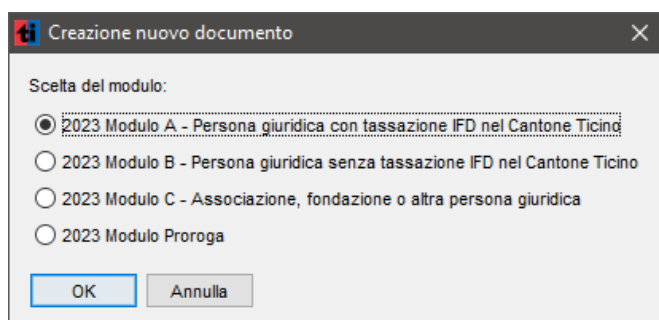 ti Creazione nuovo documento
Scelta del modulo:
2023 Modulo A - Persona giuridica con tassazione IFD nel Cantone Ticino
2023 Modulo B - Persona giuridica senza tassazione IFD nel Cantone Ticino
2023 Modulo C - Associazione, fondazione o altra persona giuridica
2023 Modulo Proroga
OK Annulla